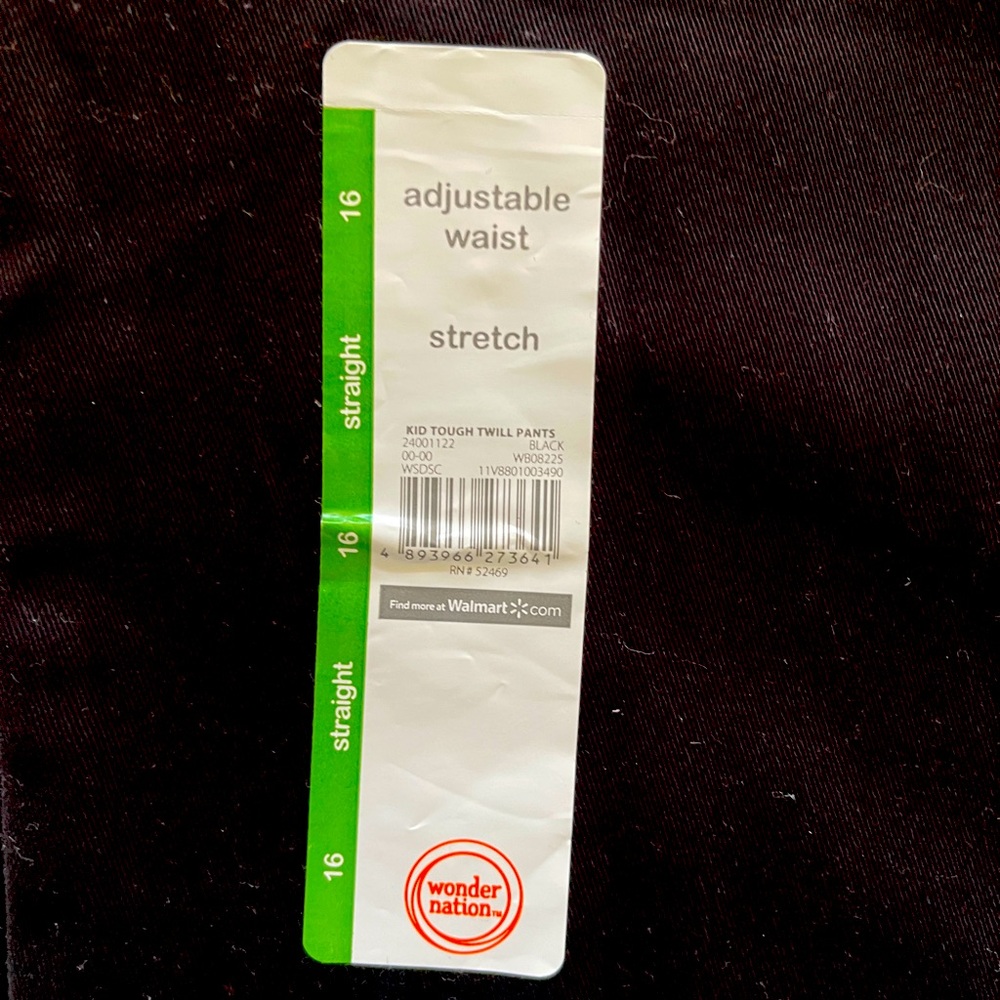 16
straight
16
straight
16
adjustable
waist
stretch
KID TOUGH TWILL PANTS
24001122 BLACK
00-00 WB08225
WSDSC 11V8801003490
4 893966 273641
RN# 52469
Find more at Walmart com
wonder
nation™